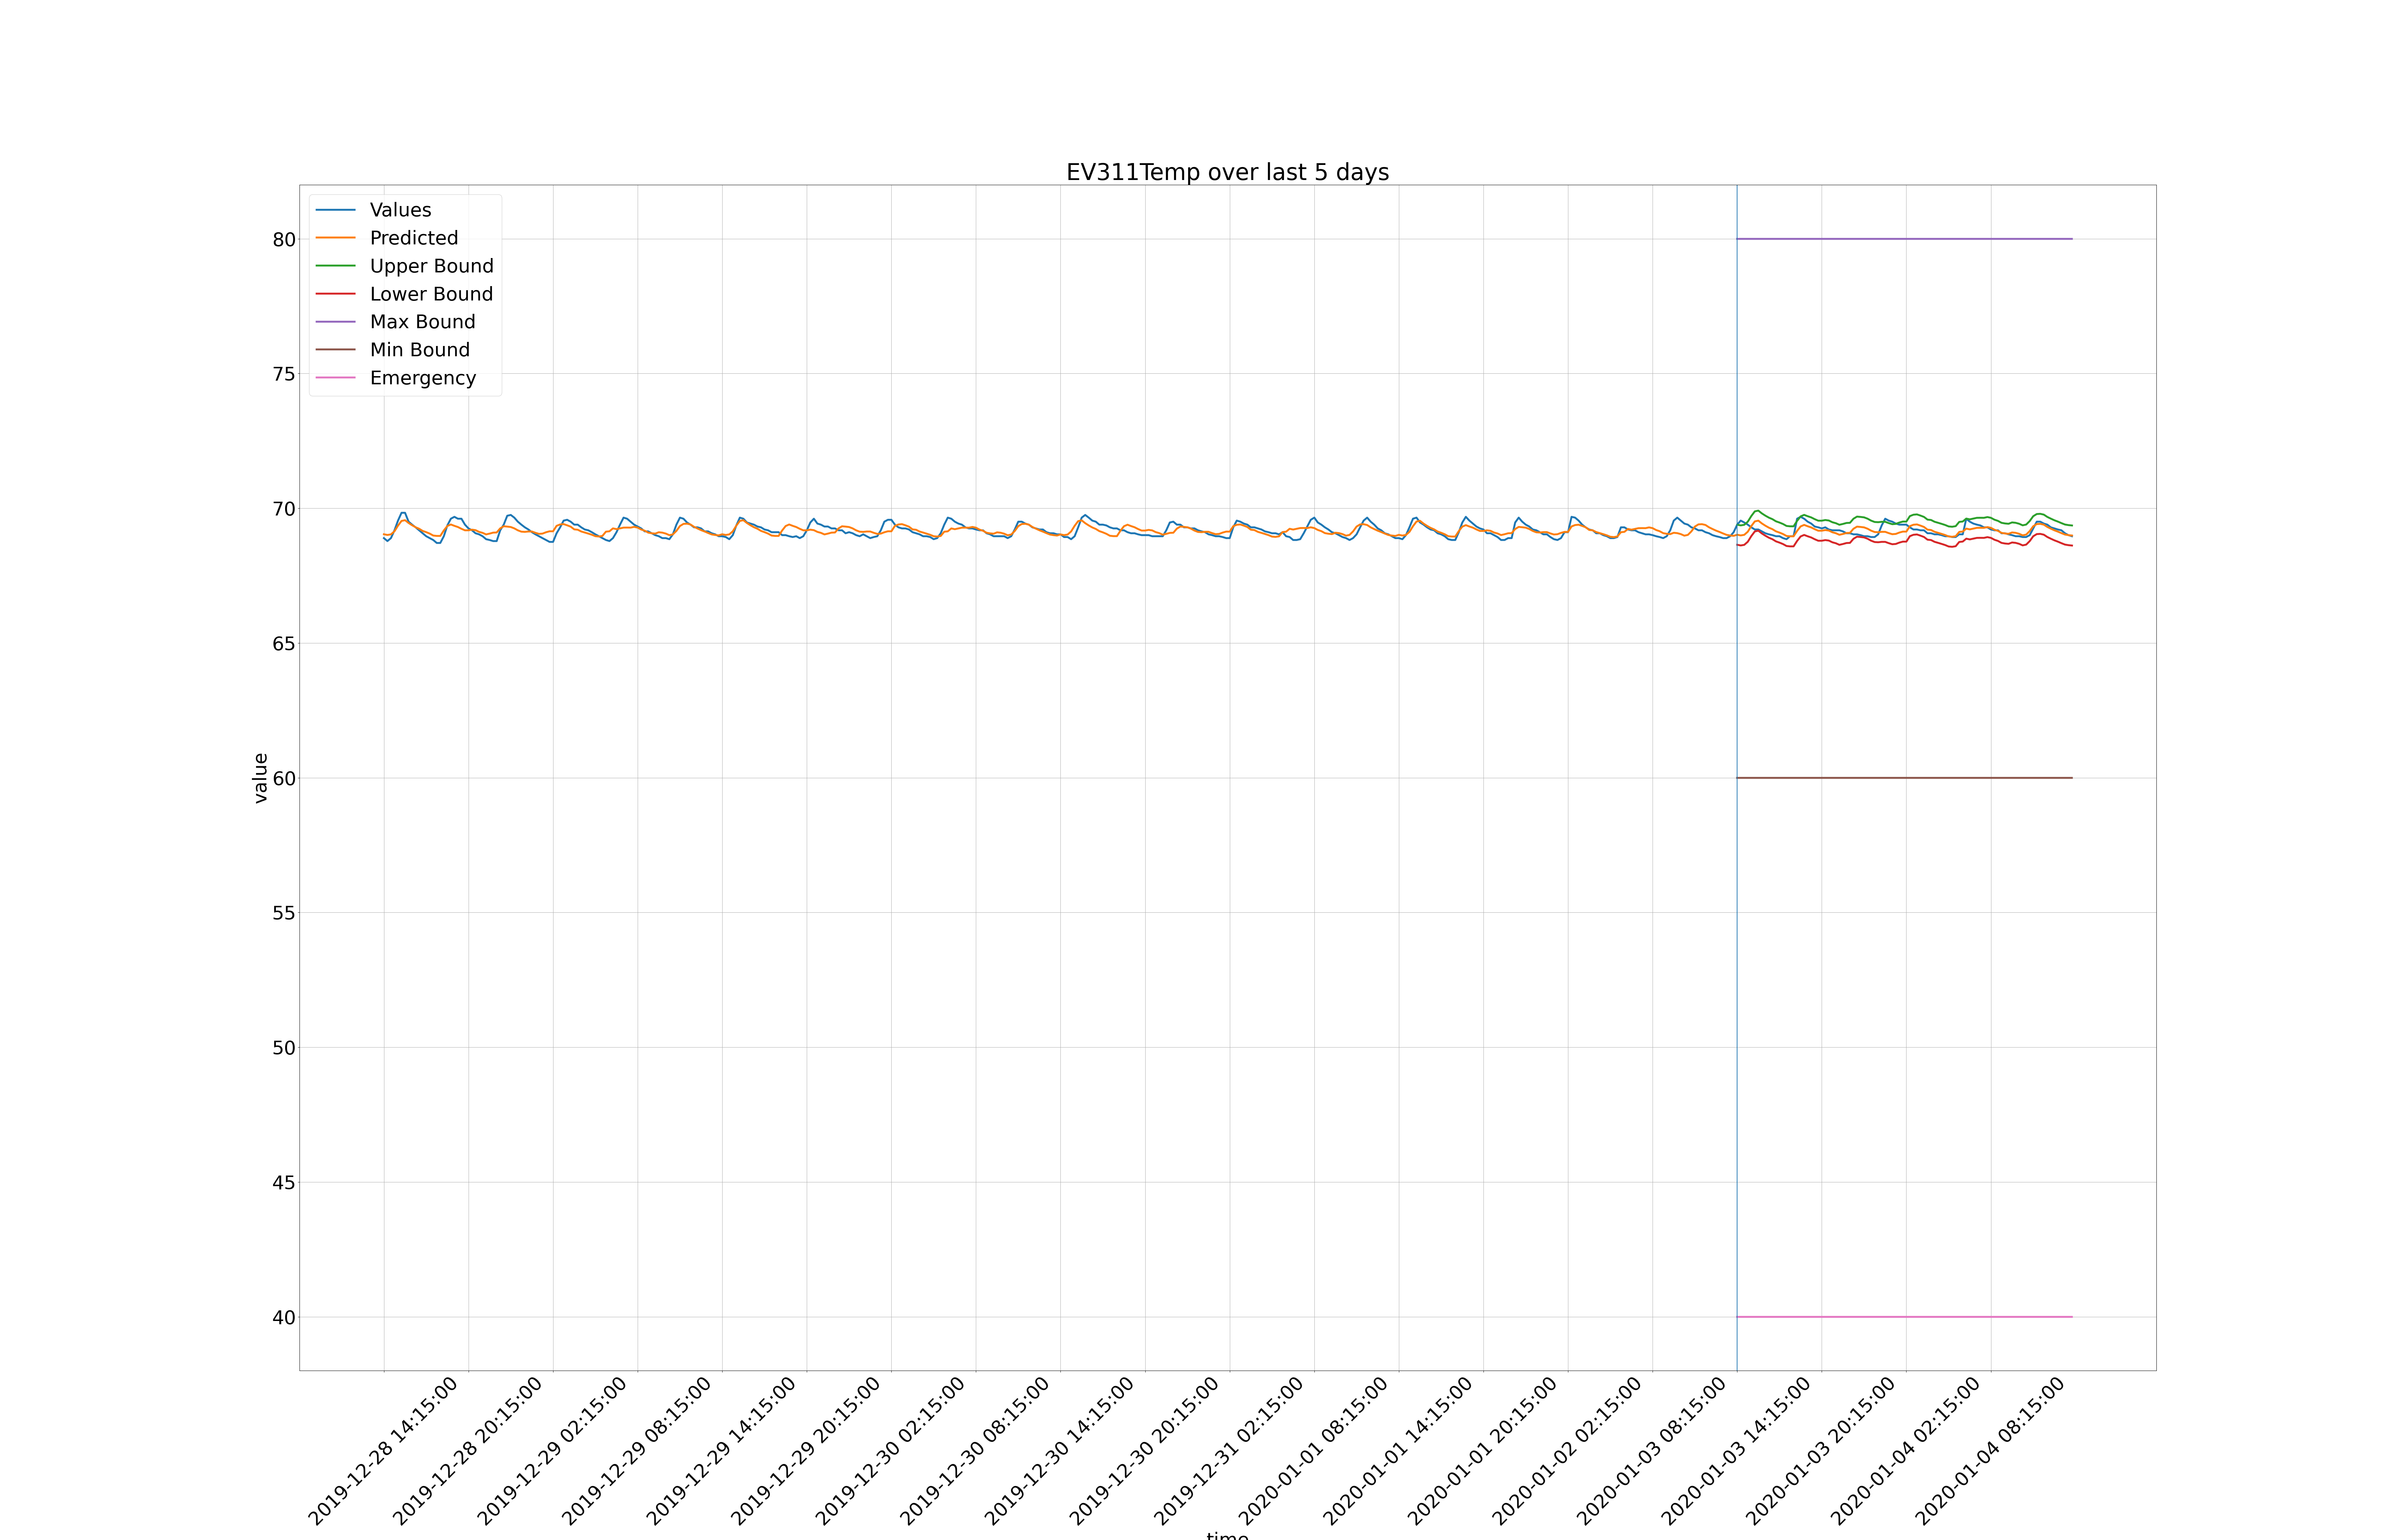 EV311Temp over last 5 days
Values
Predicted
Upper Bound
Lower Bound
Max Bound
Min Bound
Emergency
80
75
70
65
60
55
50
45
40
value
2019-12-28 14:15:00
2019-12-28 20:15:00
2019-12-29 02:15:00
2019-12-29 08:15:00
2019-12-29 14:15:00
2019-12-29 20:15:00
2019-12-30 02:15:00
2019-12-30 08:15:00
2019-12-30 14:15:00
2019-12-30 20:15:00
2019-12-31 02:15:00
2020-01-01 08:15:00
2020-01-01 14:15:00
2020-01-01 20:15:00
2020-01-02 02:15:00
2020-01-03 08:15:00
2020-01-03 14:15:00
2020-01-03 20:15:00
2020-01-04 02:15:00
2020-01-04 08:15:00
time